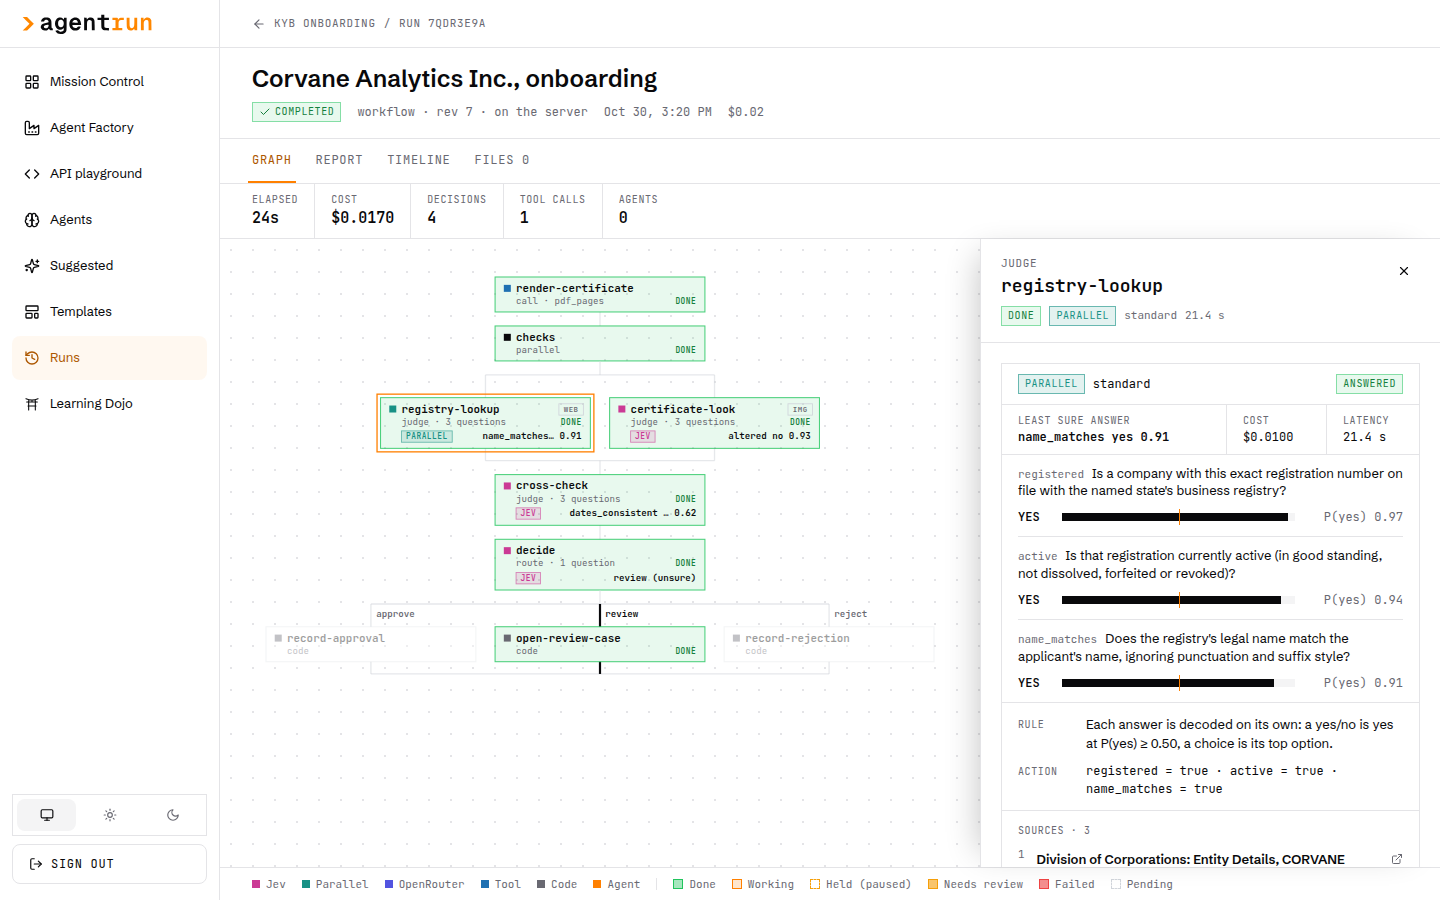 agentrun
KYB ONBOARDING / RUN 7QDR3E9A
Mission Control
Agent Factory
API playground
Agents
Suggested
Templates
Runs
Learning Dojo
SIGN OUT
Corvane Analytics Inc., onboarding
COMPLETED workflow · rev 7 · on the server Oct 30, 3:20 PM $0.02
GRAPH REPORT TIMELINE FILES 0
ELAPSED COST DECISIONS TOOL CALLS AGENTS
24s $0.0170 4 1 0
render-certificate
call · pdf_pages DONE
checks
parallel DONE
registry-lookup WEB
judge · 3 questions DONE
PARALLEL name_matches… 0.91
certificate-look IMG
judge · 3 questions DONE
JEV altered no 0.93
cross-check
judge · 3 questions DONE
JEV dates_consistent … 0.62
decide
route · 1 question DONE
JEV review (unsure)
approve review reject
record-approval
code
open-review-case
code DONE
record-rejection
code
JUDGE
registry-lookup
DONE PARALLEL standard 21.4 s
PARALLEL standard ANSWERED
LEAST SURE ANSWER COST LATENCY
name_matches yes 0.91 $0.0100 21.4 s
registered Is a company with this exact registration number on
file with the named state's business registry?
YES P(yes) 0.97
active Is that registration currently active (in good standing,
not dissolved, forfeited or revoked)?
YES P(yes) 0.94
name_matches Does the registry's legal name match the
applicant's name, ignoring punctuation and suffix style?
YES P(yes) 0.91
RULE Each answer is decoded on its own: a yes/no is yes
at P(yes) ≥ 0.50, a choice is its top option.
ACTION registered = true · active = true ·
name_matches = true
SOURCES · 3
1 Division of Corporations: Entity Details, CORVANE
Jev Parallel OpenRouter Tool Code Agent Done Working Held (paused) Needs review Failed Pending